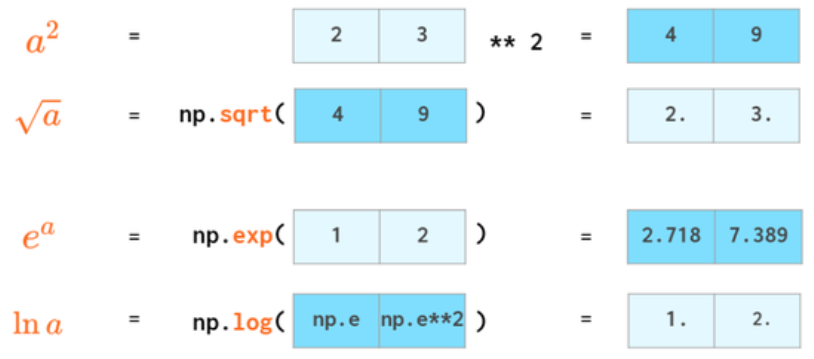 a² = 2 3 ** 2 = 4 9
√a = np.sqrt( 4 9 ) = 2. 3.
eᵃ = np.exp( 1 2 ) = 2.718 7.389
ln a = np.log( np.e np.e**2 ) = 1. 2.